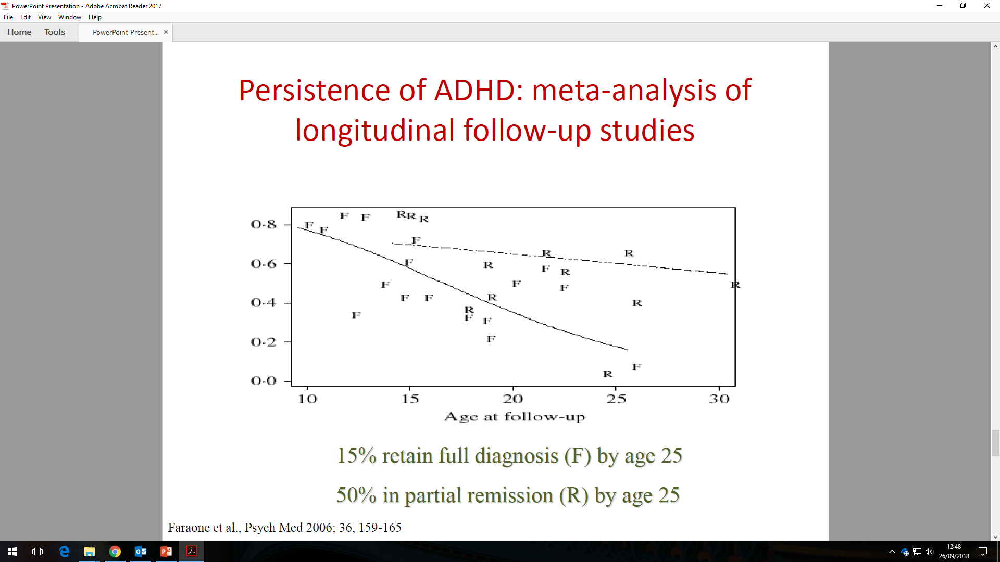 PowerPoint Presentation - Adobe Acrobat Reader 2017
File Edit View Window Help
Home Tools PowerPoint Present... ×
Persistence of ADHD: meta-analysis of
longitudinal follow-up studies
0·8
0·6
0·4
0·2
0·0
F F F F R R R
F F F F F F
R F R F F R R F R F R F R R
R F R F
10 15 20 25 30
Age at follow-up
15% retain full diagnosis (F) by age 25
50% in partial remission (R) by age 25
Faraone et al., Psych Med 2006; 36, 159-165
12:48
26/09/2018